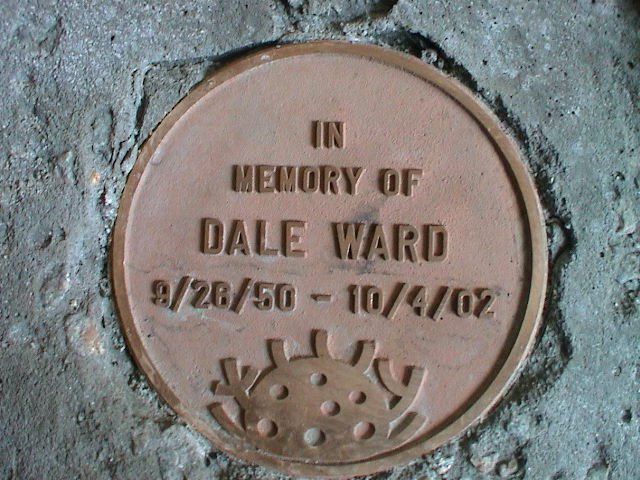 IN
MEMORY OF
DALE WARD
9/26/50 - 10/4/02